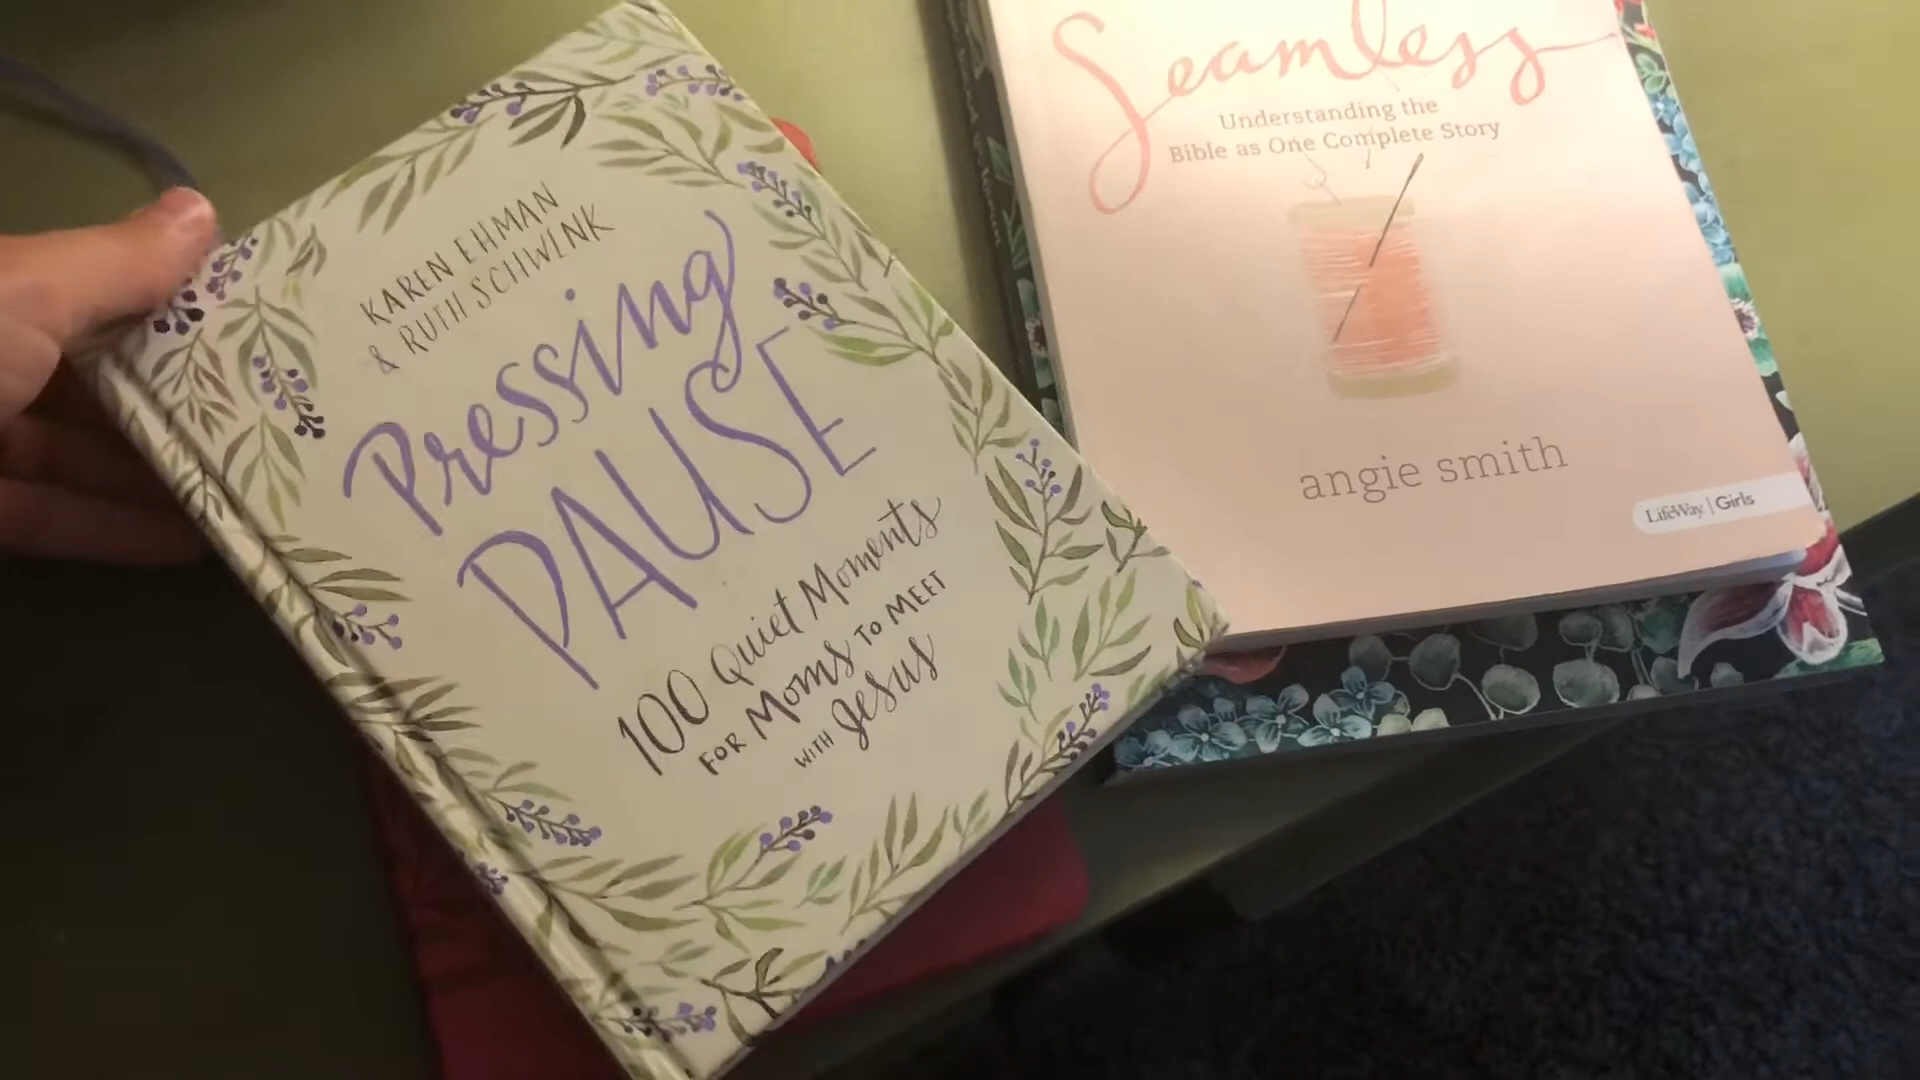 KAREN EHMAN
& RUTH SCHWENK
Pressing
PAUSE
100 Quiet Moments
FOR Moms TO MEET
WITH Jesus
Seamless
Understanding the
Bible as One Complete Story
angie smith
LifeWay | Girls